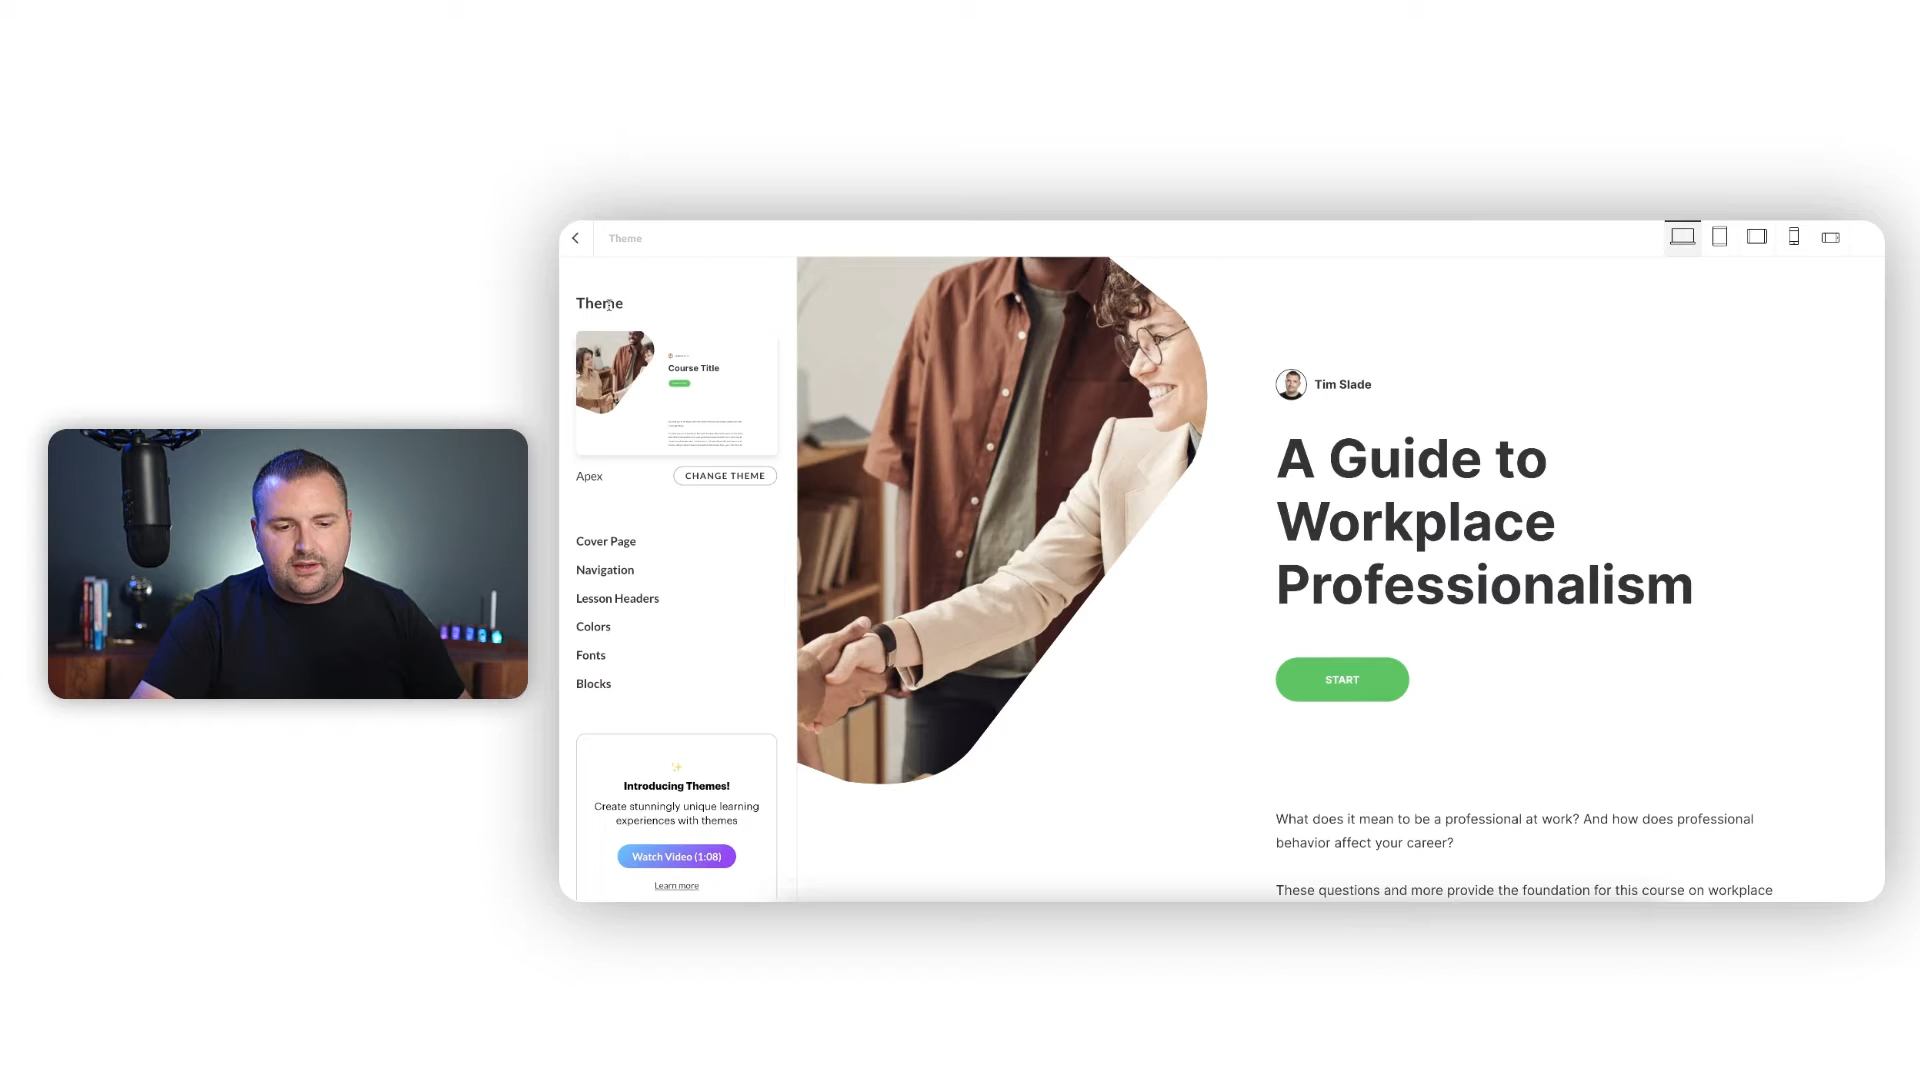 Theme
Theme
Course Title
Apex
CHANGE THEME
Cover Page
Navigation
Lesson Headers
Colors
Fonts
Blocks
Introducing Themes!
Create stunningly unique learning
experiences with themes
Watch Video (1:08)
Learn more
Tim Slade
A Guide to
Workplace
Professionalism
START
What does it mean to be a professional at work? And how does professional
behavior affect your career?
These questions and more provide the foundation for this course on workplace